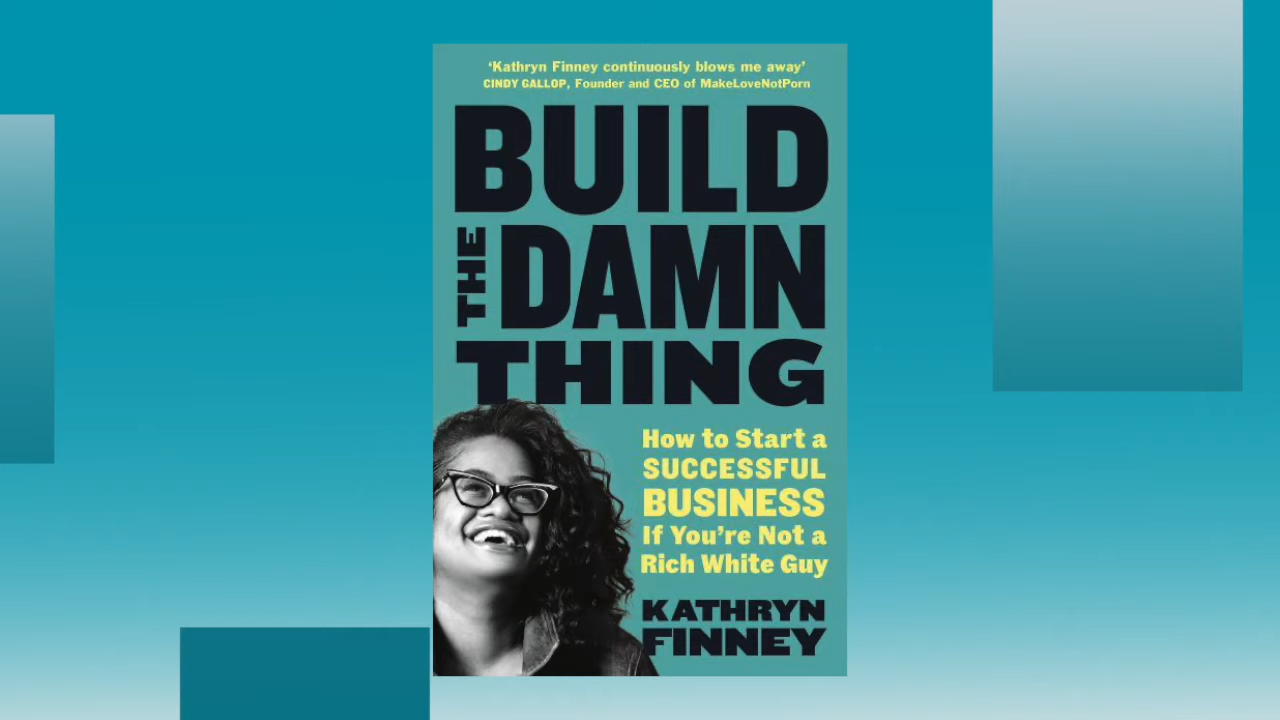 ‘Kathryn Finney continuously blows me away’
CINDY GALLOP, Founder and CEO of MakeLoveNotPorn
BUILD
THE DAMN
THING
How to Start a
SUCCESSFUL
BUSINESS
If You’re Not a
Rich White Guy
KATHRYN
FINNEY